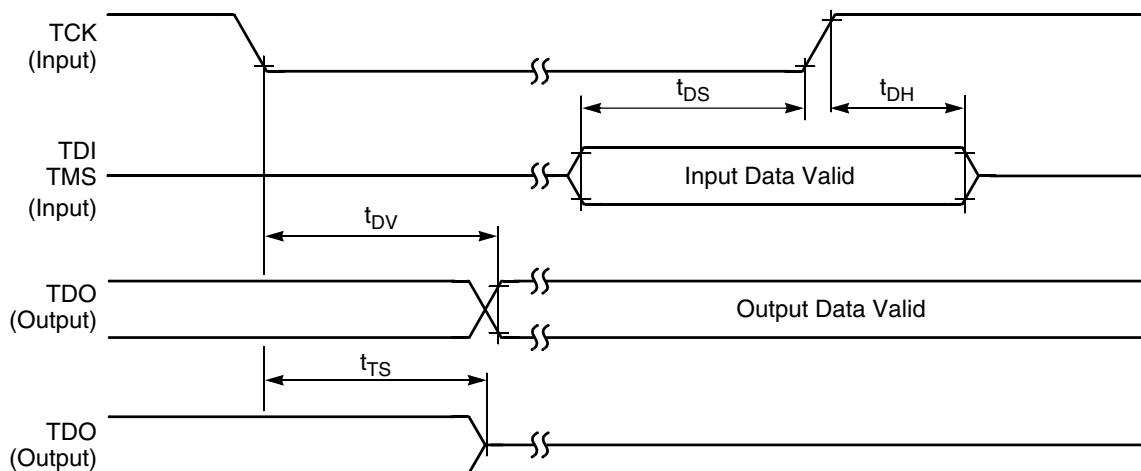 TCK
(Input)
tDS
tDH
TDI
TMS
(Input)
Input Data Valid
tDV
TDO
(Output)
Output Data Valid
tTS
TDO
(Output)